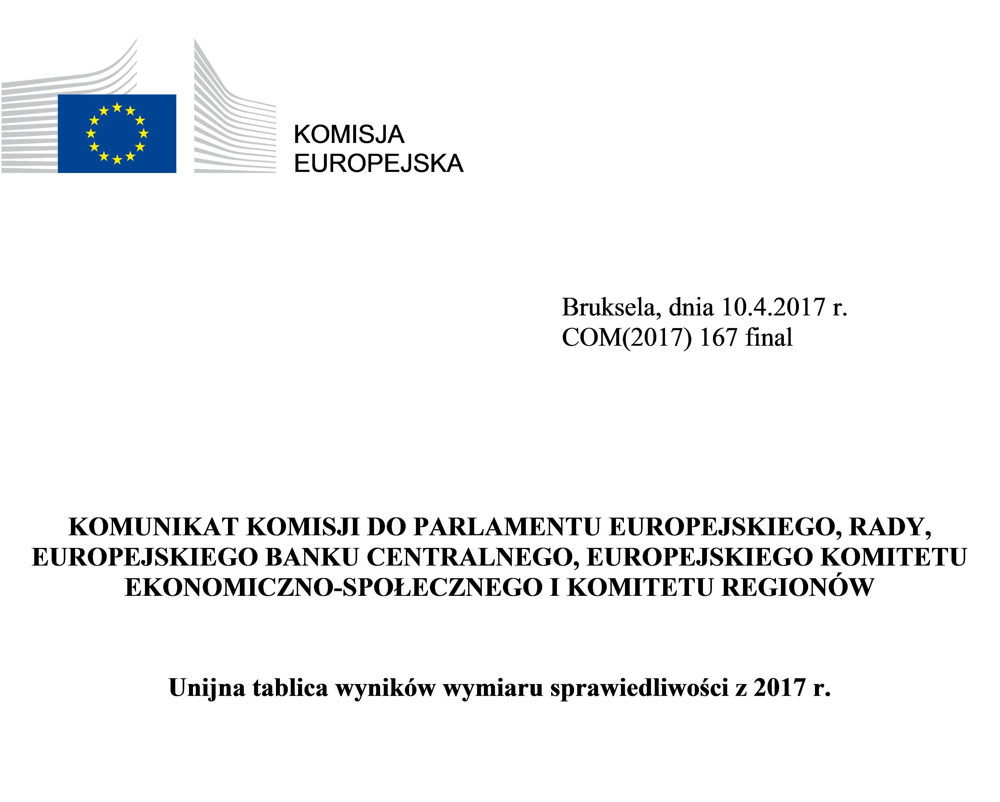 KOMISJA
EUROPEJSKA
Bruksela, dnia 10.4.2017 r.
COM(2017) 167 final
KOMUNIKAT KOMISJI DO PARLAMENTU EUROPEJSKIEGO, RADY,
EUROPEJSKIEGO BANKU CENTRALNEGO, EUROPEJSKIEGO KOMITETU
EKONOMICZNO-SPOŁECZNEGO I KOMITETU REGIONÓW
Unijna tablica wyników wymiaru sprawiedliwości z 2017 r.